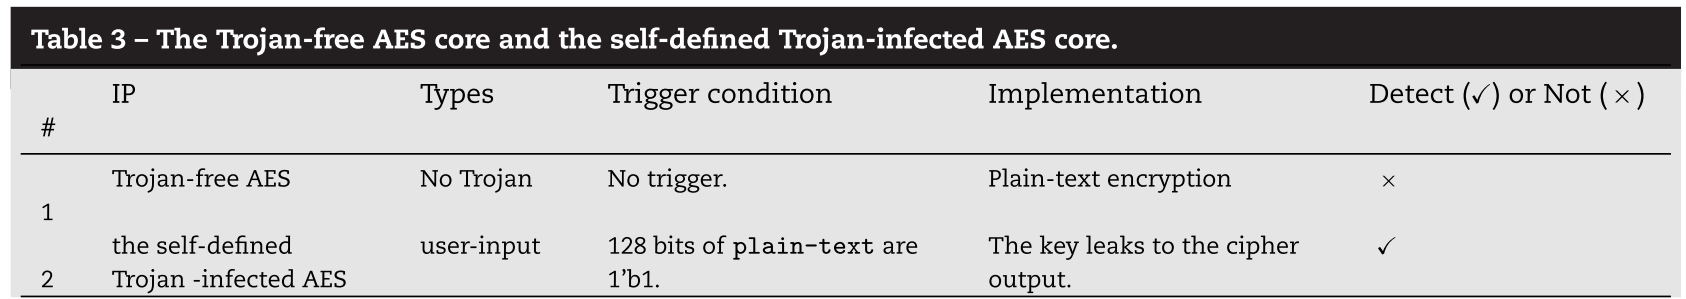 Table 3 – The Trojan-free AES core and the self-defined Trojan-infected AES core.
IP Types Trigger condition Implementation Detect (✓) or Not ( × )
#
Trojan-free AES No Trojan No trigger. Plain-text encryption ×
1
the self-defined user-input 128 bits of plain-text are The key leaks to the cipher ✓
2 Trojan -infected AES 1’b1. output.